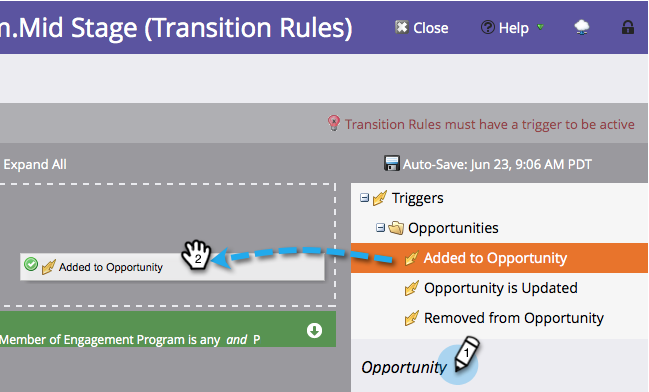 m.Mid Stage (Transition Rules)
Close
Help
Transition Rules must have a trigger to be active
Expand All
Auto-Save: Jun 23, 9:06 AM PDT
Triggers
Opportunities
Added to Opportunity
2
Added to Opportunity
Opportunity is Updated
Removed from Opportunity
Member of Engagement Program is any and P
Opportunity
1